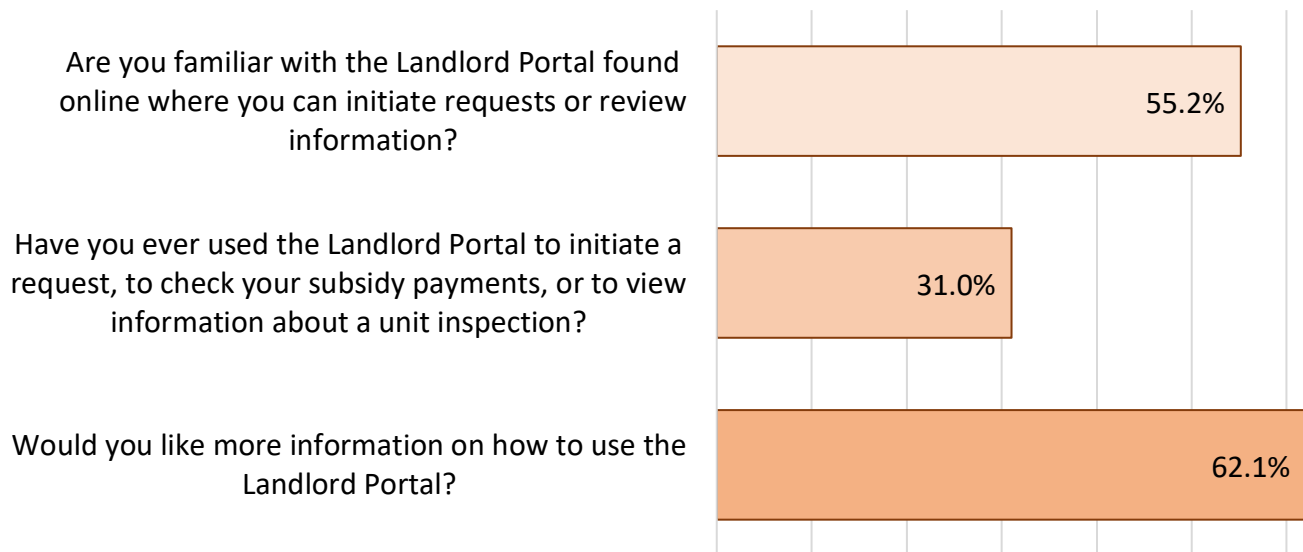 Are you familiar with the Landlord Portal found
online where you can initiate requests or review
information?
55.2%
Have you ever used the Landlord Portal to initiate a
request, to check your subsidy payments, or to view
information about a unit inspection?
31.0%
Would you like more information on how to use the
Landlord Portal?
62.1%